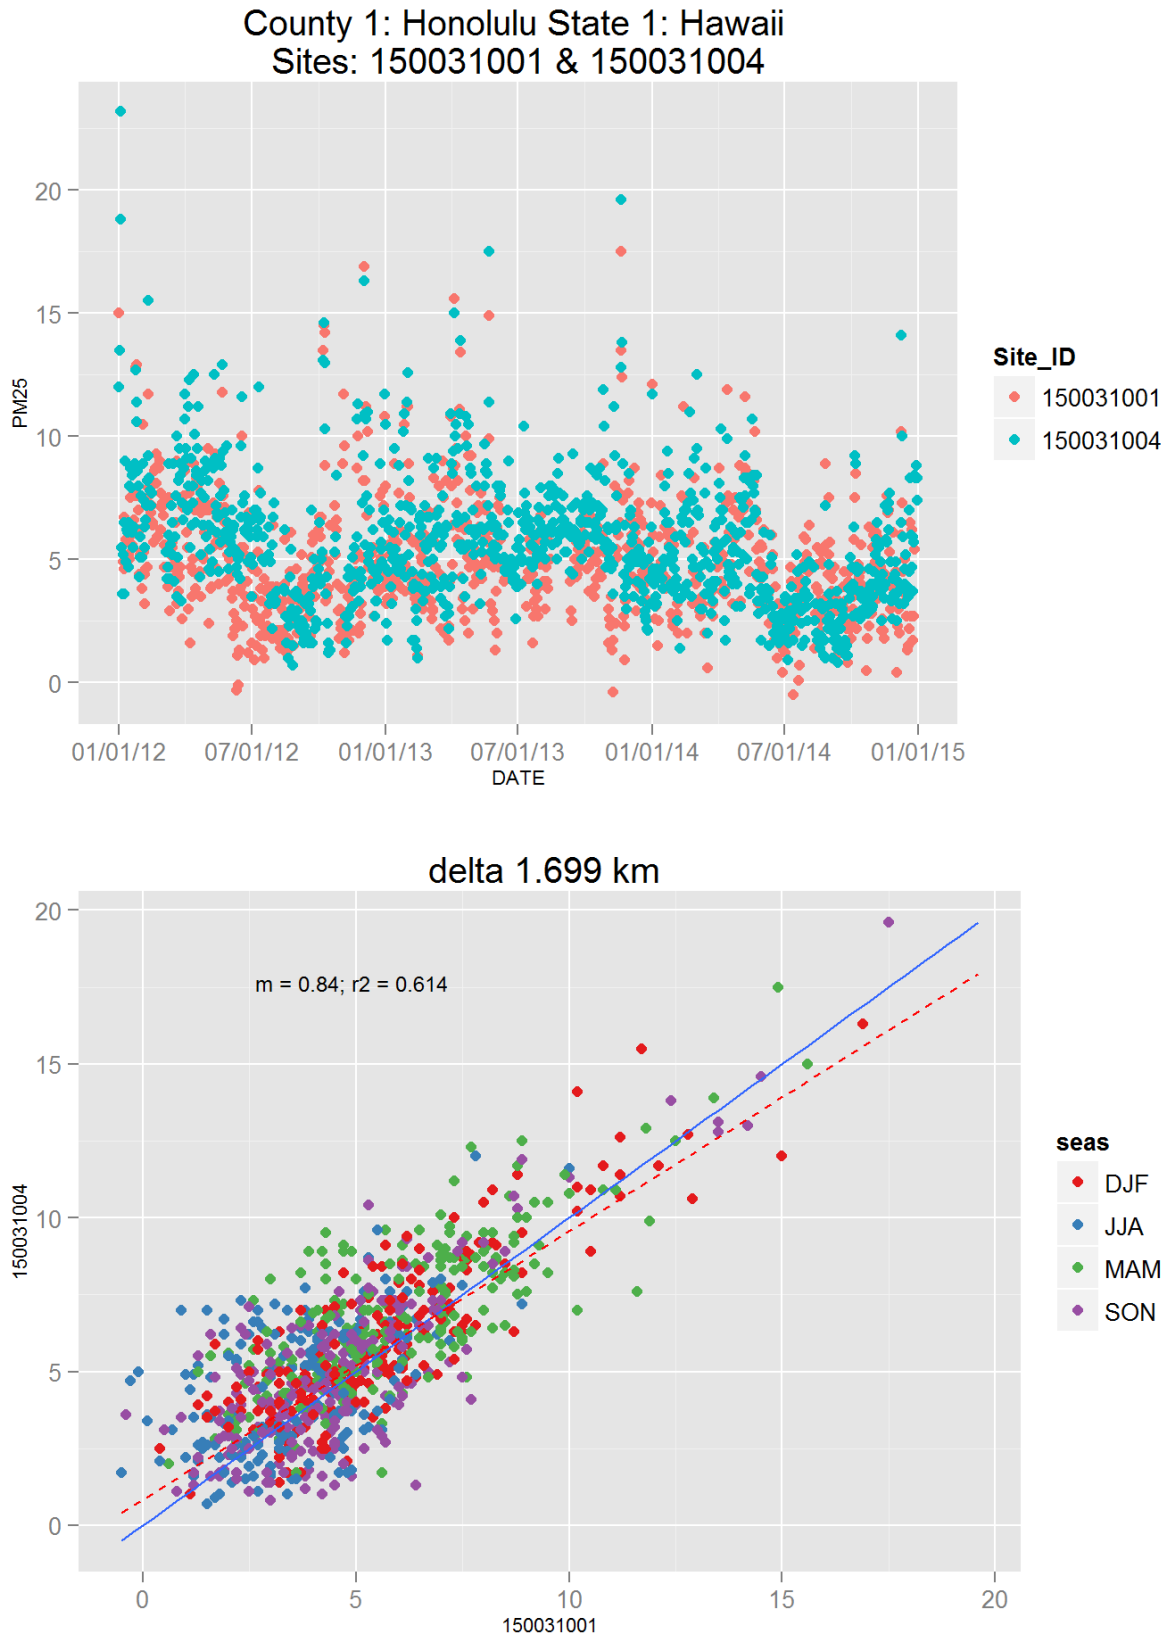 County 1: Honolulu State 1: Hawaii
Sites: 150031001 & 150031004
20
15
10
5
0
PM25
01/01/12 07/01/12 01/01/13 07/01/13 01/01/14 07/01/14 01/01/15
DATE
Site_ID
150031001
150031004
delta 1.699 km
m = 0.84; r2 = 0.614
20
15
10
5
0
150031004
0 5 10 15 20
150031001
seas
DJF
JJA
MAM
SON